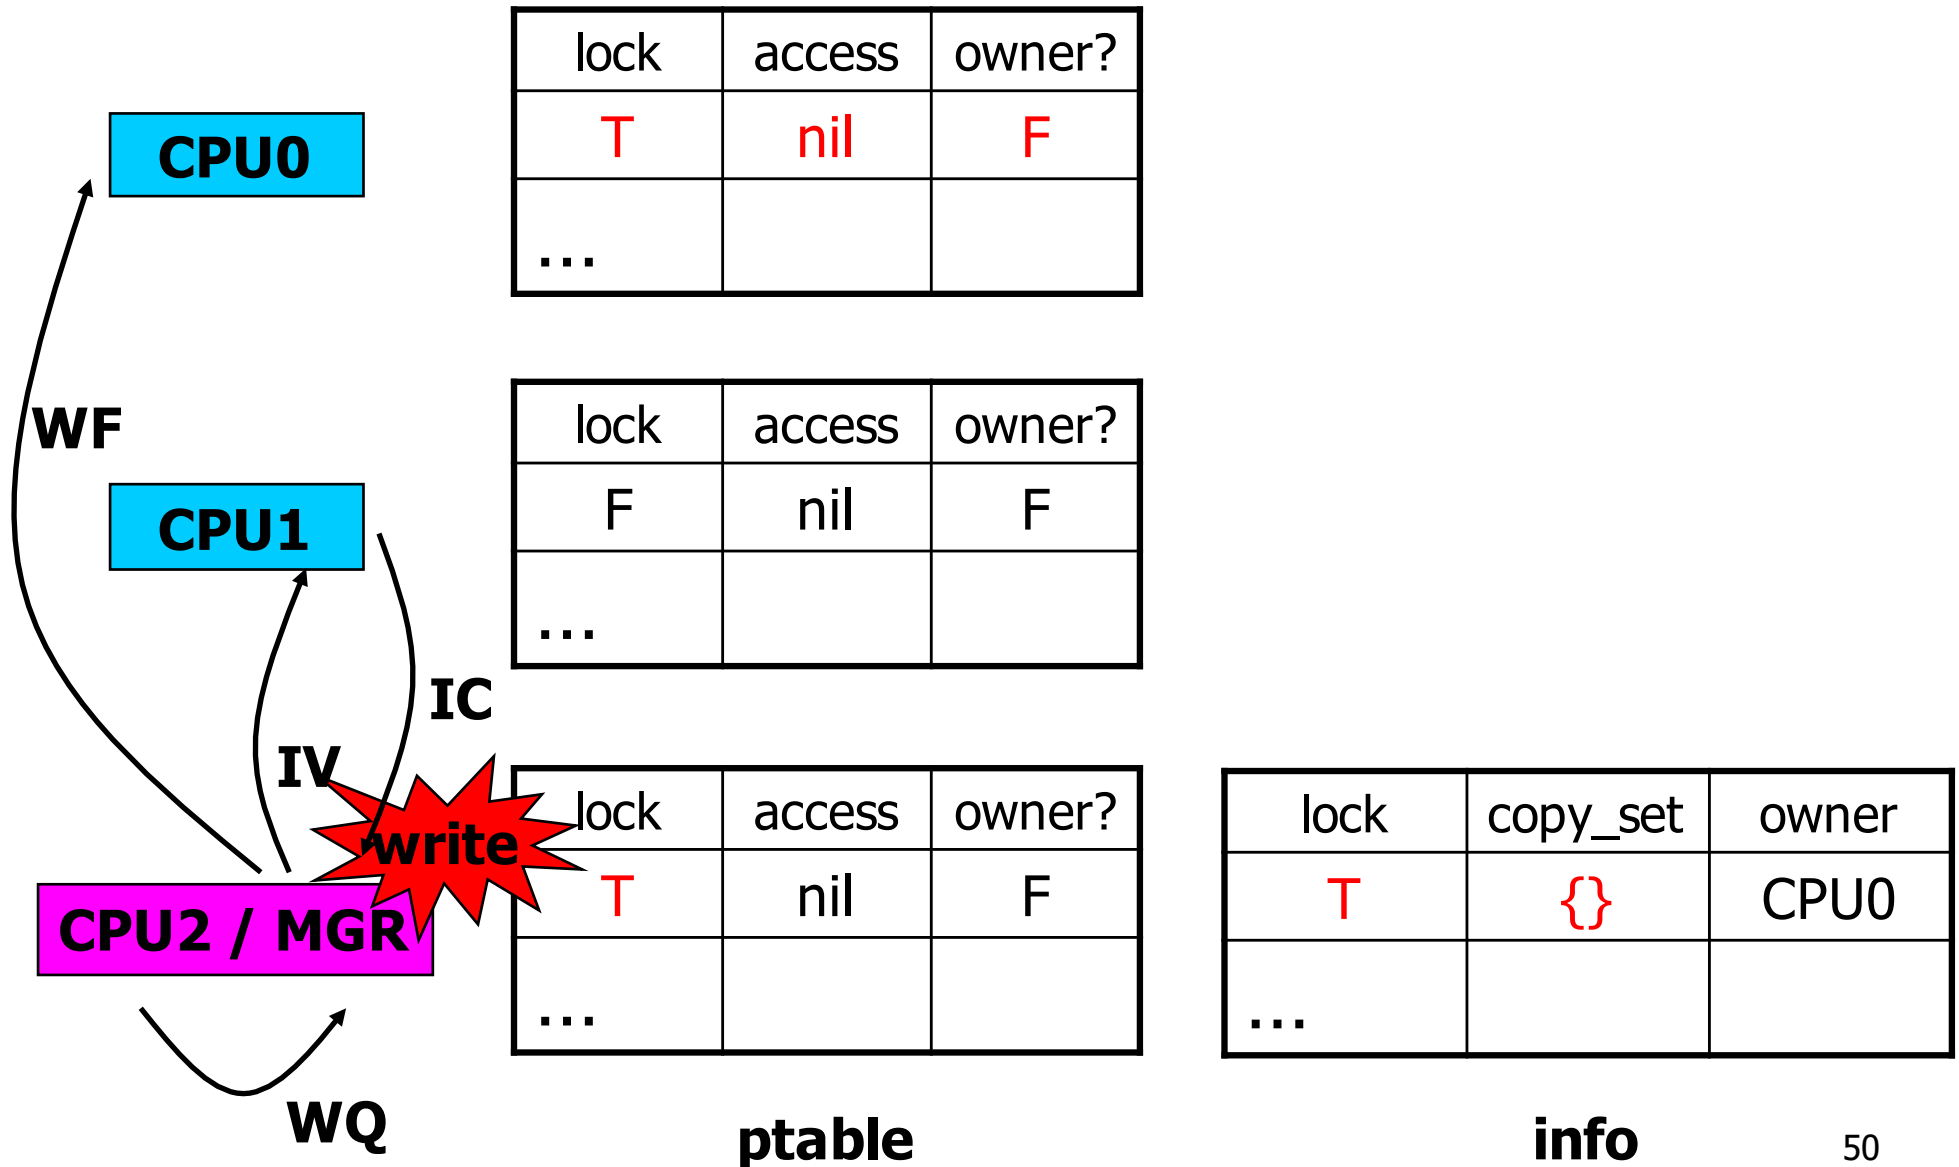 lock access owner?
T nil F
...
CPU0
WF
lock access owner?
F nil F
...
CPU1
IC
IV
write
lock access owner?
T nil F
...
CPU2 / MGR
WQ
ptable
lock copy_set owner
T {} CPU0
...
info
50